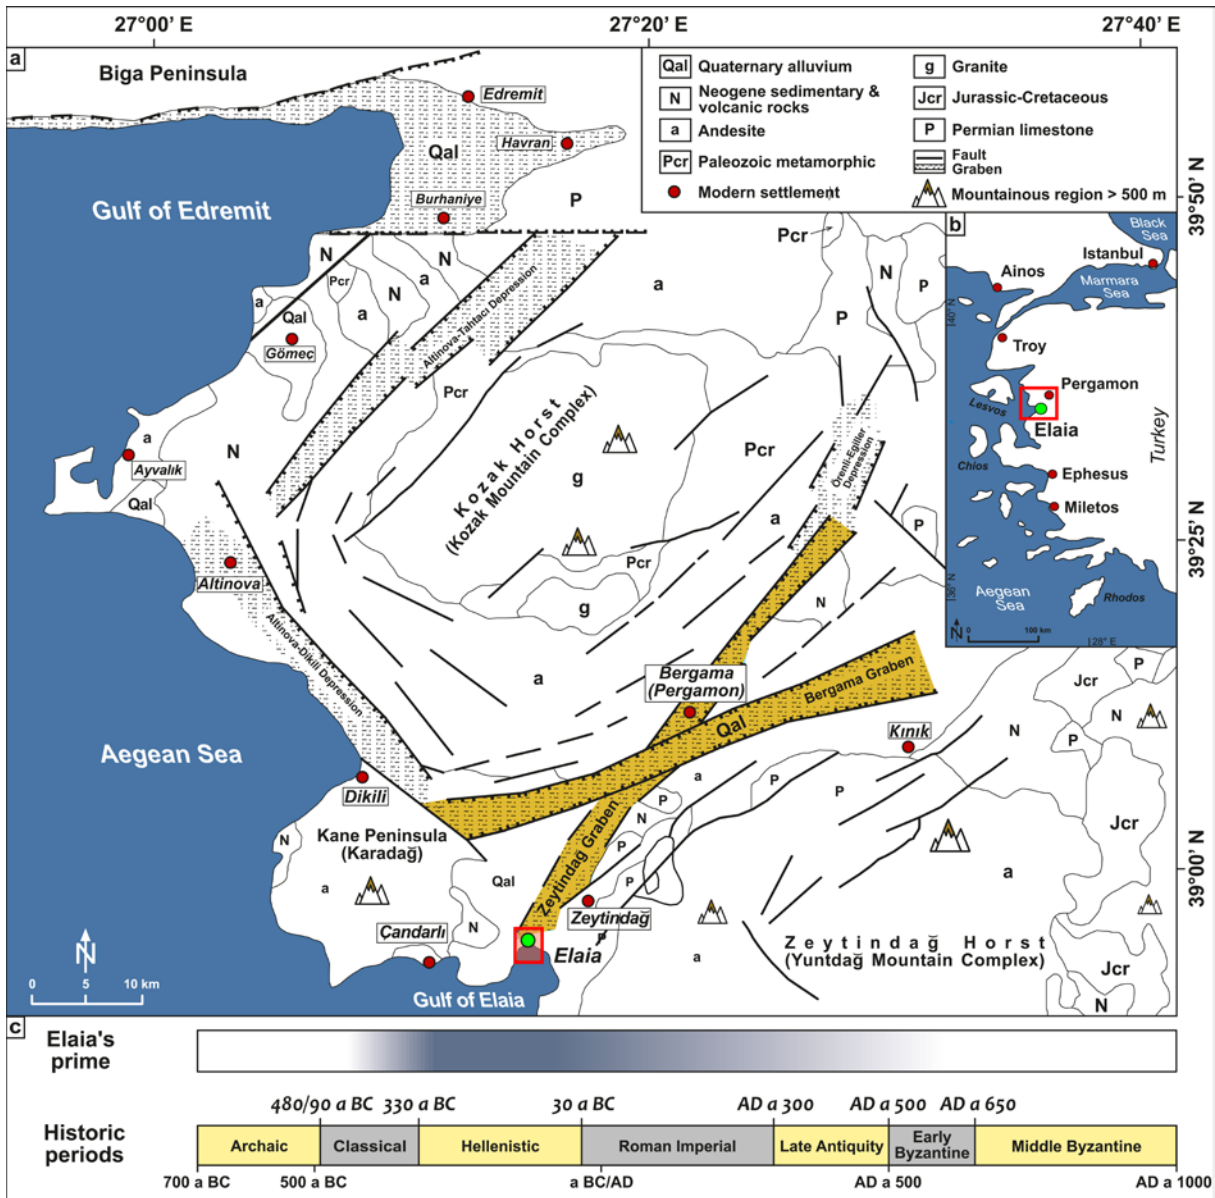 27°00' E
27°20' E
27°40' E
a
Biga Peninsula
Edremit
Havran
Qal
Burhaniye
P
Gulf of Edremit
Qal Quaternary alluvium
N Neogene sedimentary &
volcanic rocks
a Andesite
Pcr Paleozoic metamorphic
Modern settlement
g Granite
Jcr Jurassic-Cretaceous
P Permian limestone
Fault
Graben
Mountainous region > 500 m
39°50' N
39°25' N
39°00' N
b
Black
Sea
Istanbul
Ainos
Marmara
Sea
40° N
Troy
Pergamon
Lesvos
Elaia
Turkey
Chios
Ephesus
Miletos
36° N
Aegean
Sea
Rhodos
N
0 100 km
28° E
Pcr
N
P
a
P
N
N
Pcr
a
N
a
a
Qal
Gömeç
Altinova-Tahtacı Depression
Pcr
Kozak Horst
(Kozak Mountain Complex)
a
Ayvalık
Qal
N
g
Pcr
Örenli-Eğiller
Depression
a
P
Altinova
Pcr
g
N
Altinova-Dikili Depression
a
Bergama
(Pergamon)
Bergama Graben
Qal
Jcr
P
N
P
N
Kınık
Aegean Sea
Dikili
a
P
P
P
N
P
P
Jcr
Kane Peninsula
(Karadağ)
N
a
Qal
Zeytindağ Graben
Zeytindağ
P
a
N
Çandarlı
Elaia
a
Zeytindağ Horst
(Yuntdağ Mountain Complex)
Jcr
N
N
0 5 10 km
Gulf of Elaia
c
Elaia's
prime
480/90 a BC 330 a BC 30 a BC AD a 300 AD a 500 AD a 650
Historic
periods
Archaic Classical Hellenistic Roman Imperial Late Antiquity Early
Byzantine Middle Byzantine
700 a BC 500 a BC a BC/AD AD a 500 AD a 1000